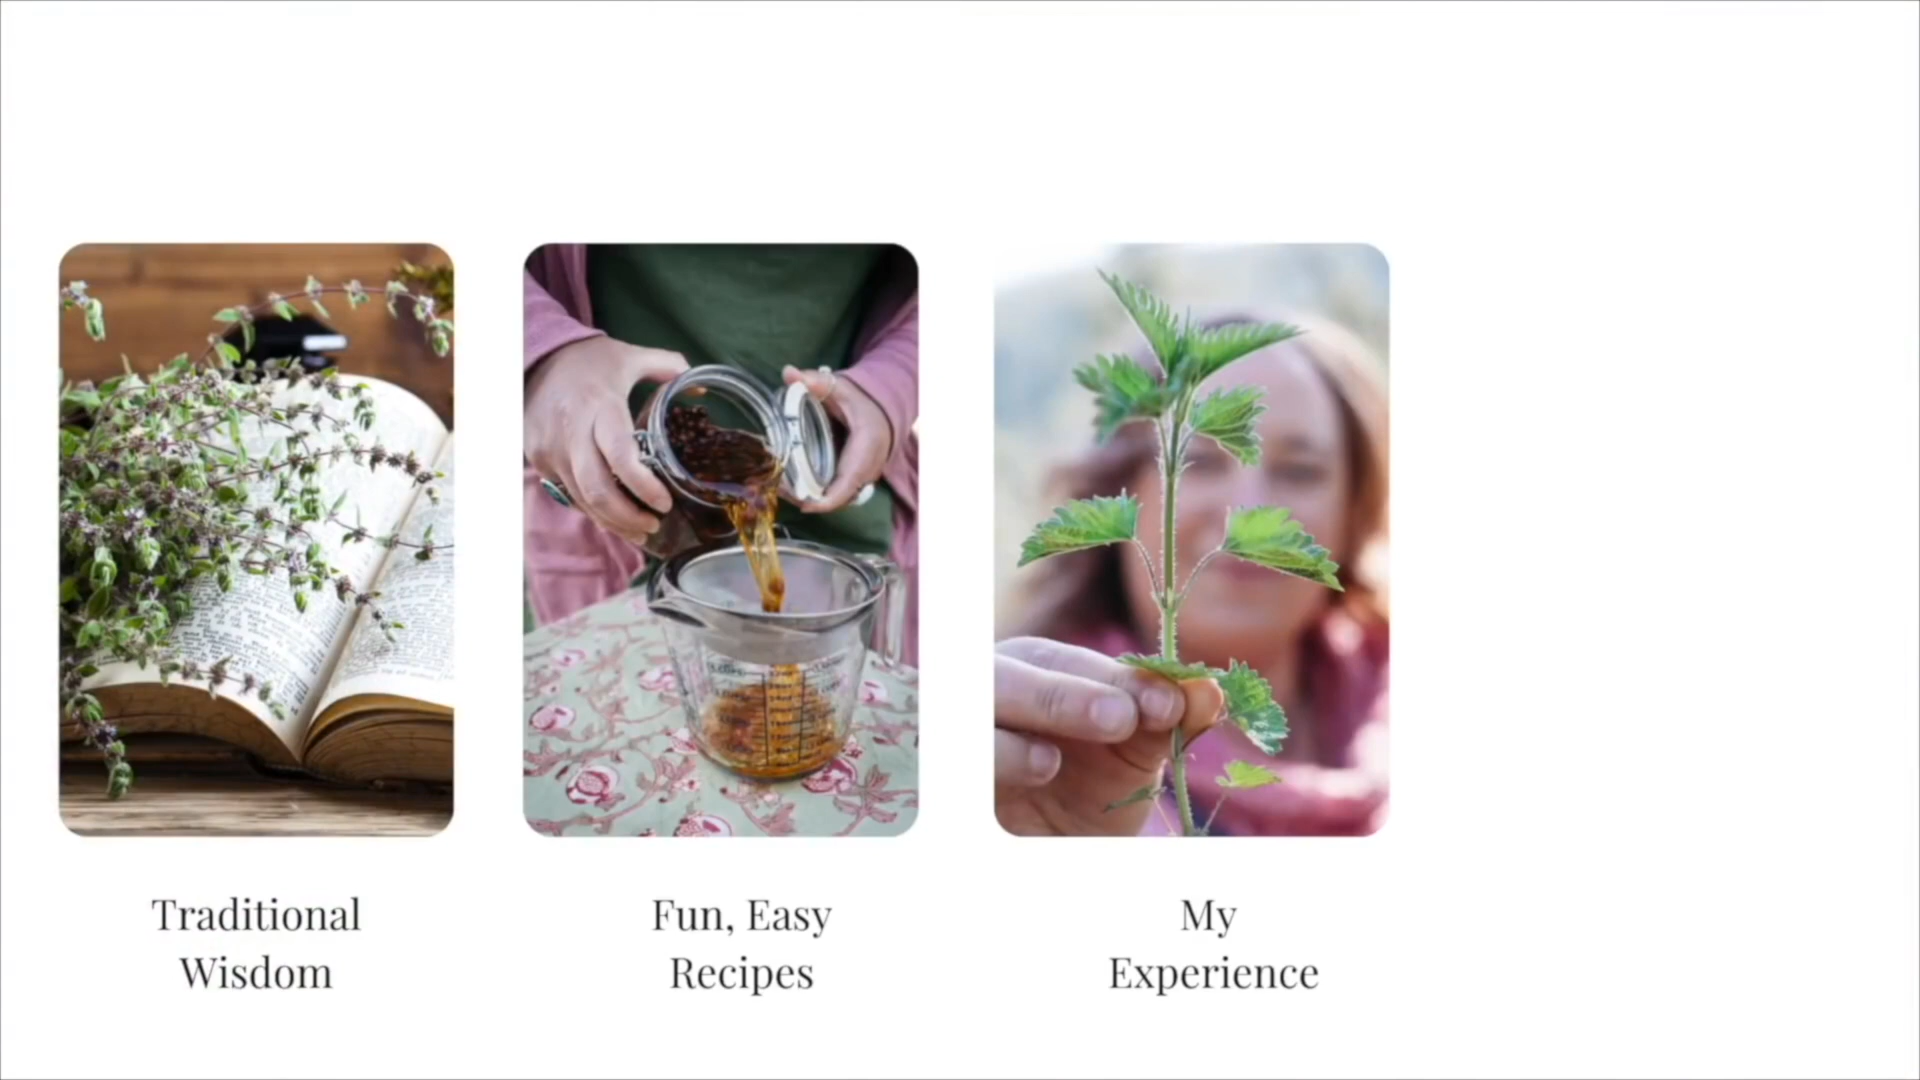 Traditional
Wisdom
Fun, Easy
Recipes
My
Experience